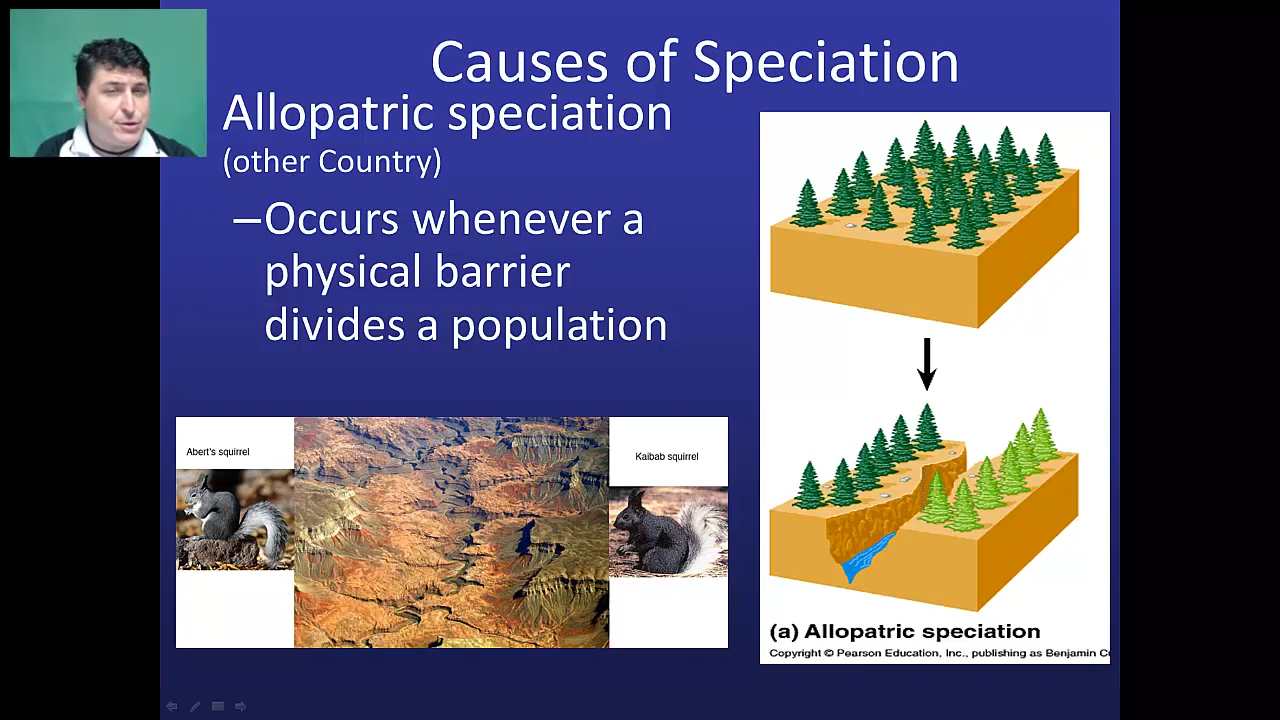 Causes of Speciation
Allopatric speciation
(other Country)
–Occurs whenever a
physical barrier
divides a population
Abert's squirrel
Kaibab squirrel
(a) Allopatric speciation
Copyright © Pearson Education, Inc., publishing as Benjamin